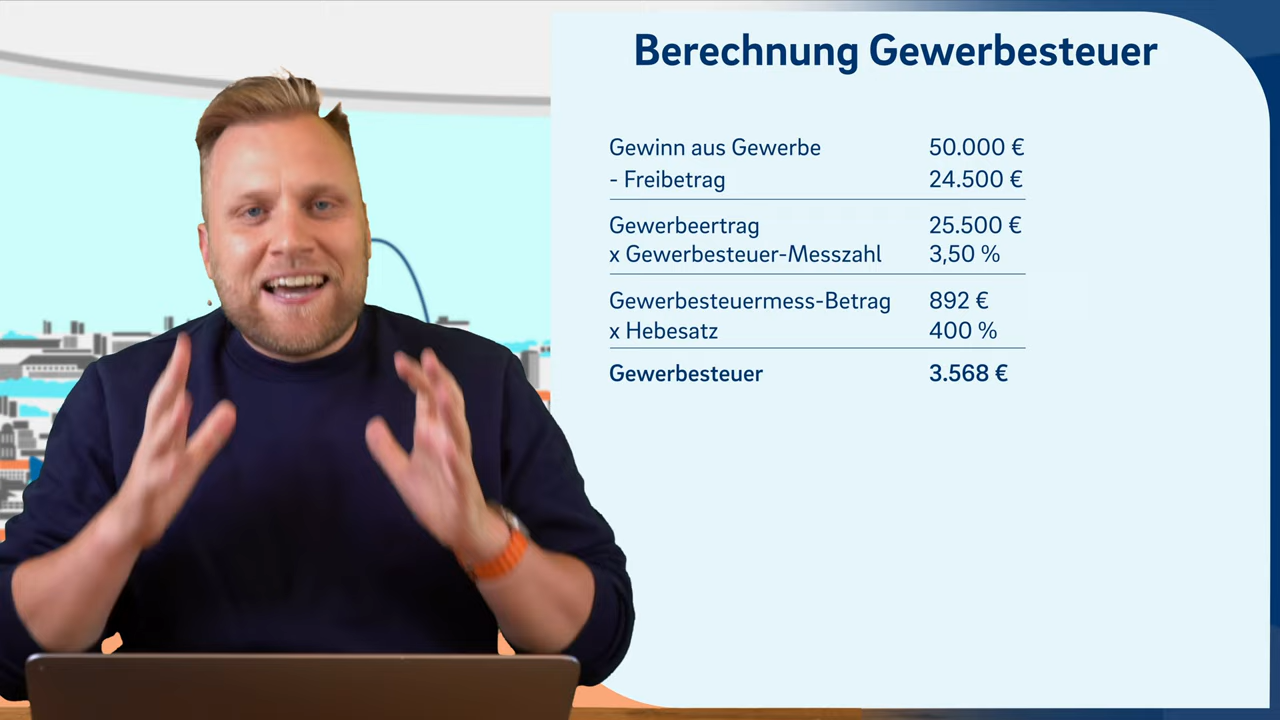 Berechnung Gewerbesteuer
Gewinn aus Gewerbe 50.000 €
- Freibetrag 24.500 €
Gewerbeertrag 25.500 €
x Gewerbesteuer-Messzahl 3,50 %
Gewerbesteuermess-Betrag 892 €
x Hebesatz 400 %
Gewerbesteuer 3.568 €